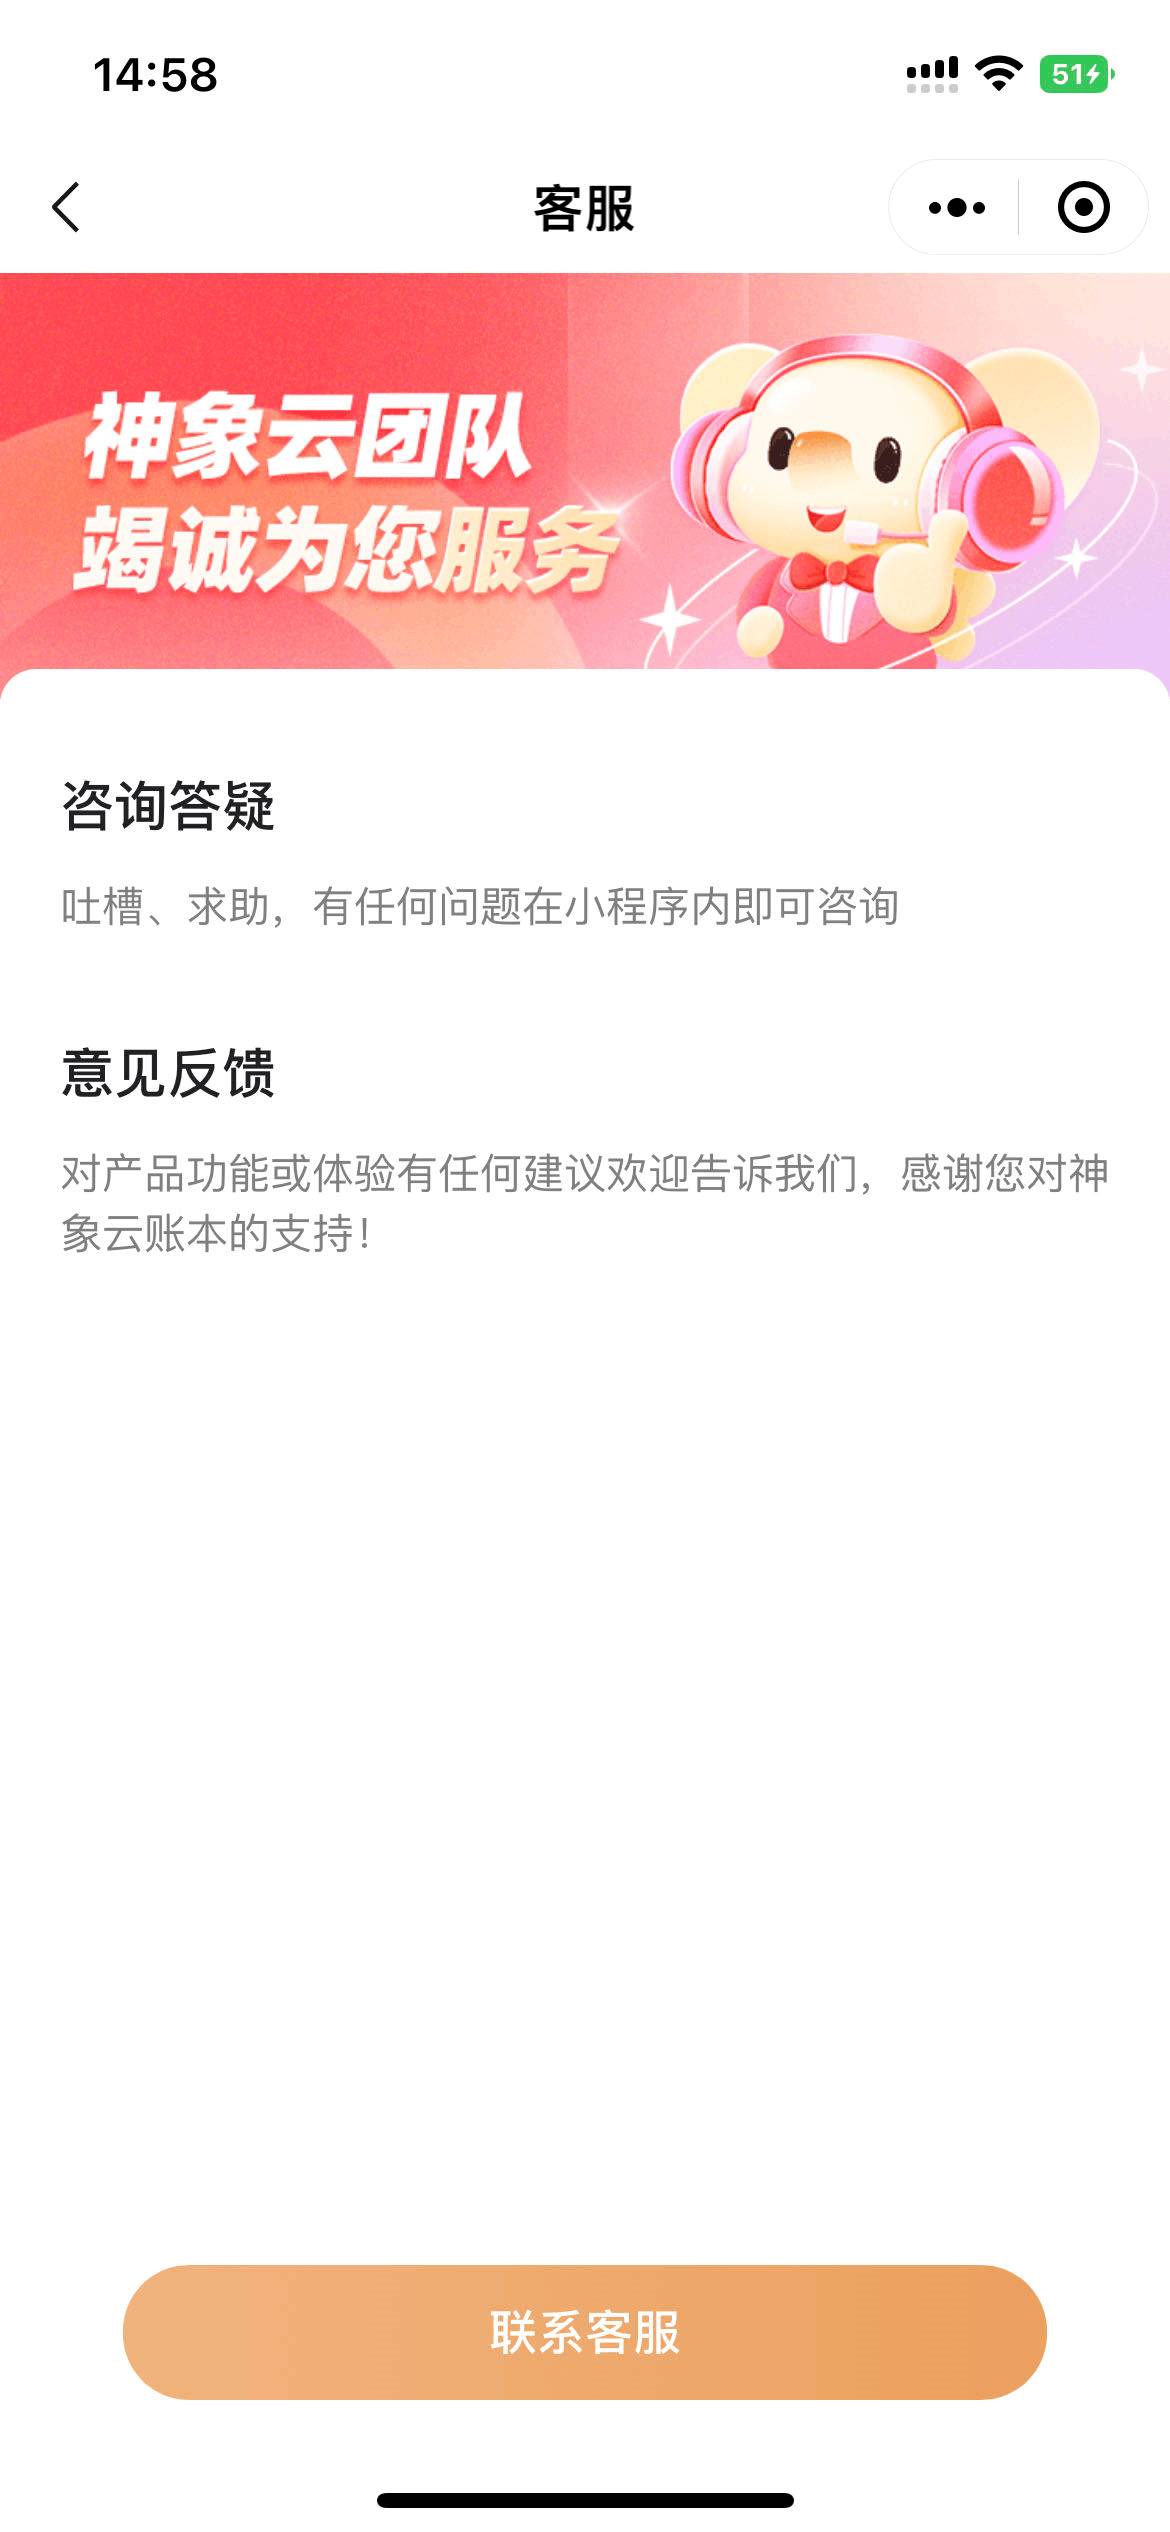 14:58
51
客服
神象云团队
竭诚为您服务
咨询答疑
吐槽、求助，有任何问题在小程序内即可咨询
意见反馈
对产品功能或体验有任何建议欢迎告诉我们，感谢您对神
象云账本的支持！
联系客服